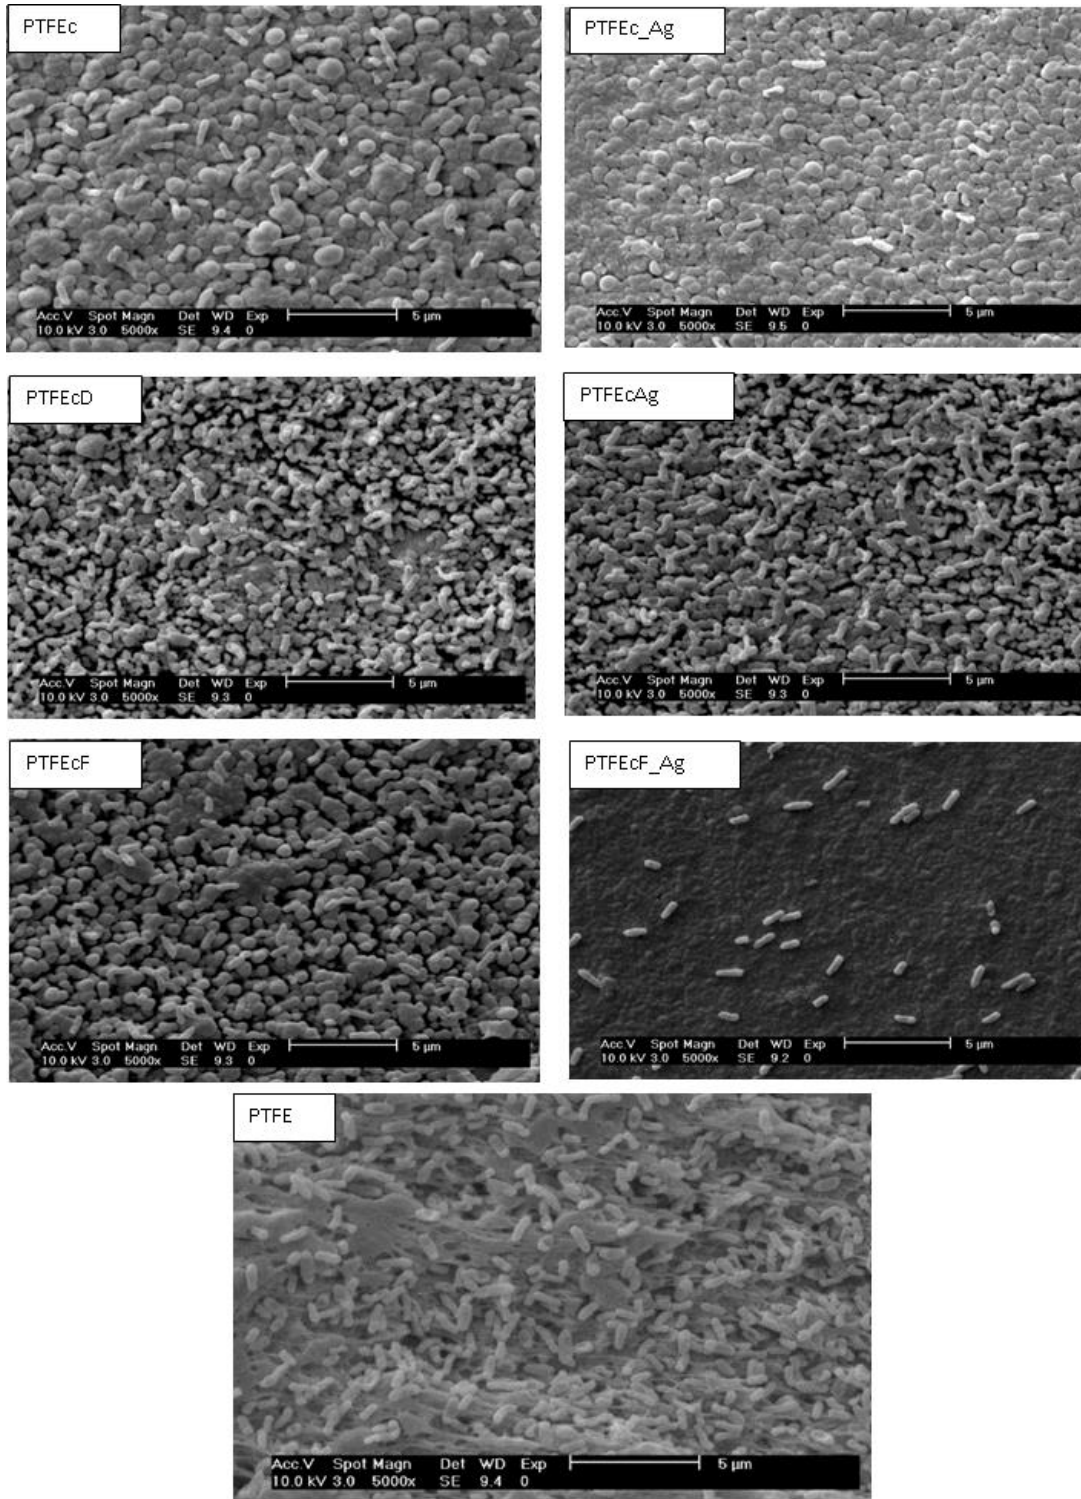 PTFEc
Acc.V Spot Magn Det WD Exp 5 µm
10.0 kV 3.0 5000x SE 9.4 0
PTFEc_Ag
Acc.V Spot Magn Det WD Exp 5 µm
10.0 kV 3.0 5000x SE 9.5 0
PTFEcD
Acc.V Spot Magn Det WD Exp 5 µm
10.0 kV 3.0 5000x SE 9.3 0
PTFEcAg
Acc.V Spot Magn Det WD Exp 5 µm
10.0 kV 3.0 5000x SE 9.3 0
PTFEcF
Acc.V Spot Magn Det WD Exp 5 µm
10.0 kV 3.0 5000x SE 9.3 0
PTFEcF_Ag
Acc.V Spot Magn Det WD Exp 5 µm
10.0 kV 3.0 5000x SE 9.2 0
PTFE
Acc.V Spot Magn Det WD Exp 5 µm
10.0 kV 3.0 5000x SE 9.4 0